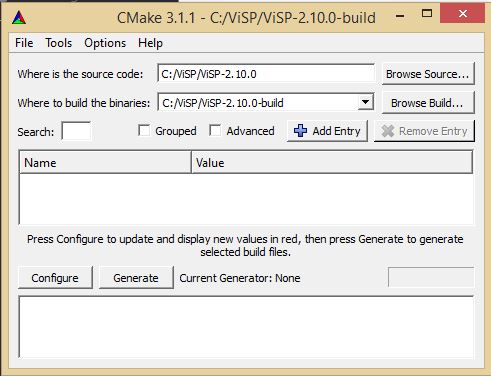 CMake 3.1.1 - C:/ViSP/ViSP-2.10.0-build
File Tools Options Help
Where is the source code: C:/ViSP/ViSP-2.10.0 Browse Source...
Where to build the binaries: C:/ViSP/ViSP-2.10.0-build Browse Build...
Search: Grouped Advanced Add Entry Remove Entry
Name Value
Press Configure to update and display new values in red, then press Generate to generate
selected build files.
Configure Generate Current Generator: None